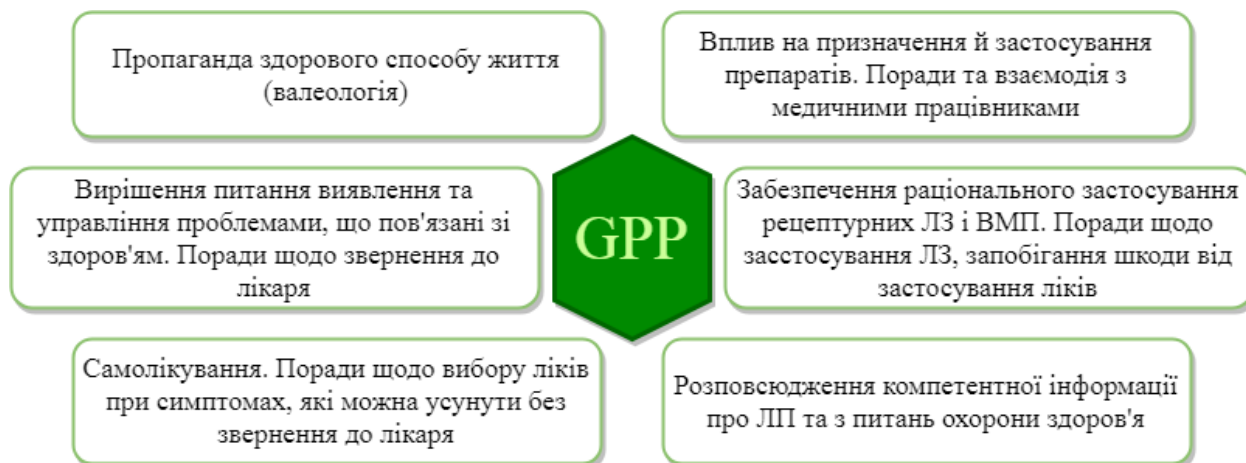 Пропаганда здорового способу життя
(валеологія)
Вплив на призначення й застосування
препаратів. Поради та взаємодія з
медичними працівниками
Вирішення питання виявлення та
управління проблемами, що пов'язані зі
здоров'ям. Поради щодо звернення до
лікаря
GPP
Забезпечення раціонального застосування
рецептурних ЛЗ і ВМП. Поради щодо
засстосування ЛЗ, запобігання шкоди від
застосування ліків
Самолікування. Поради щодо вибору ліків
при симптомах, які можна усунути без
звернення до лікаря
Розповсюдження компетентної інформації
про ЛП та з питань охорони здоров'я